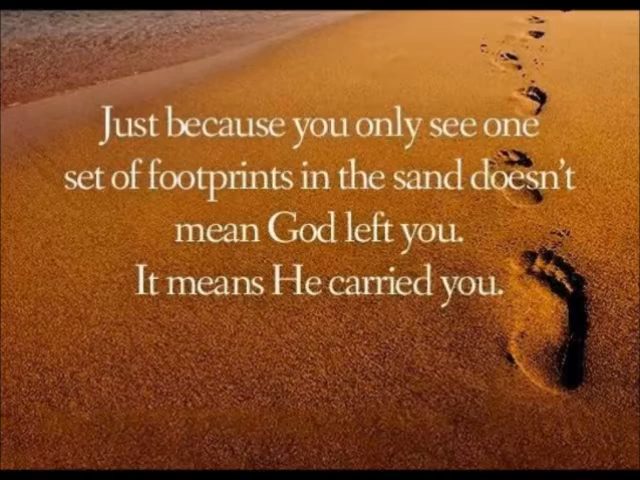 Just because you only see one
set of footprints in the sand doesn't
mean God left you.
It means He carried you.